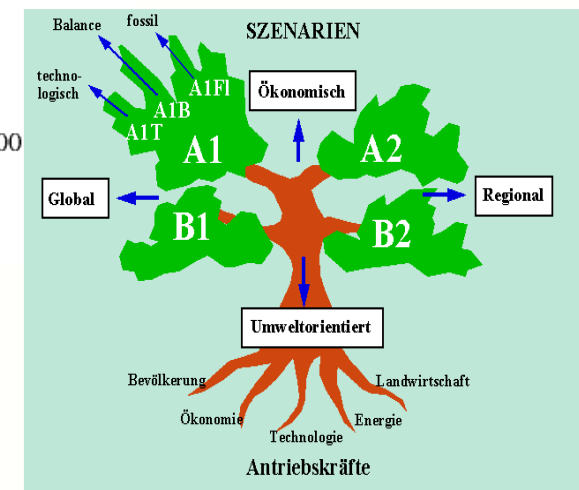 fossil
Balance
SZENARIEN
techno-
logisch
A1FI
A1B
A1T
Ökonomisch
00
A1
A2
Global
Regional
B1
B2
Umweltorientiert
Bevölkerung
Landwirtschaft
Ökonomie
Energie
Technologie
Antriebskräfte